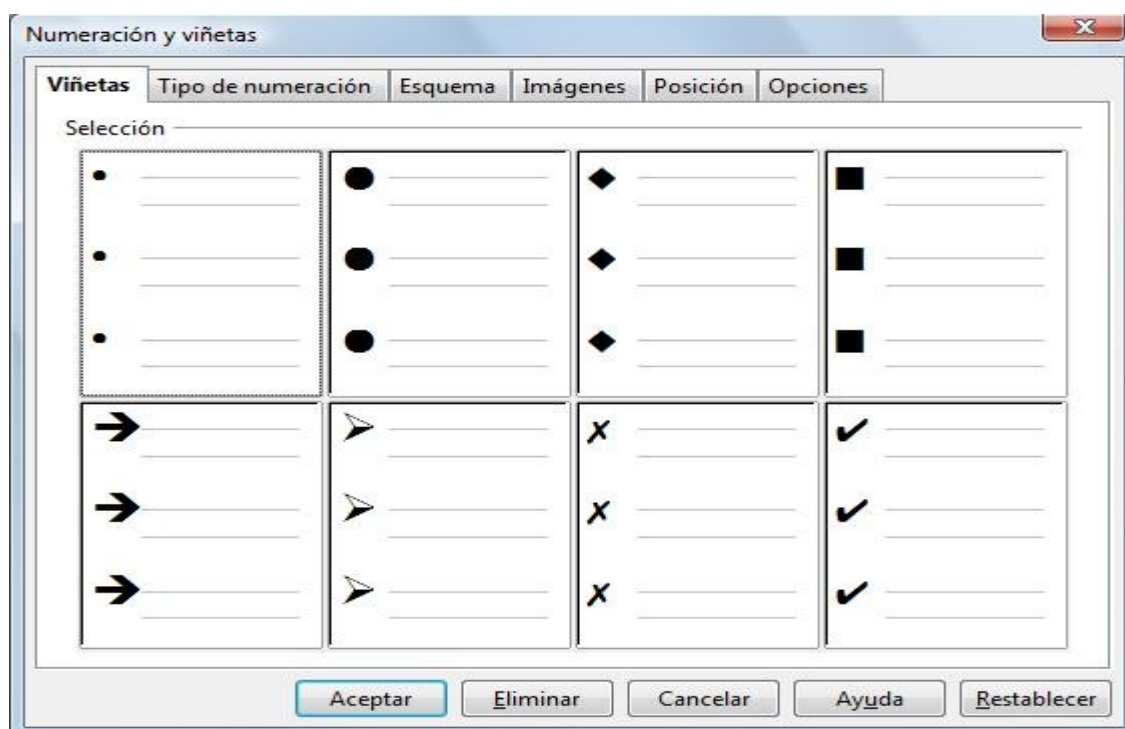 Numeración y viñetas
Viñetas Tipo de numeración Esquema Imágenes Posición Opciones
Selección
Aceptar Eliminar Cancelar Ayuda Restablecer